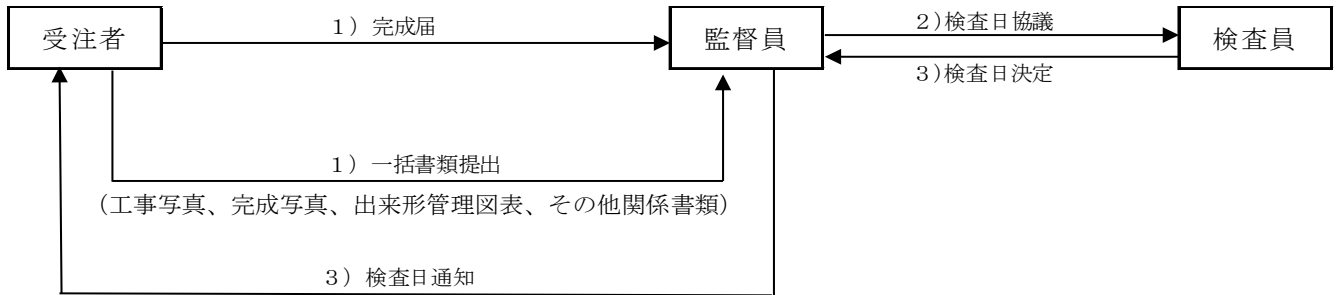 受注者
1）完成届
監督員
2)検査日協議
検査員
3)検査日決定
1）一括書類提出
（工事写真、完成写真、出来形管理図表、その他関係書類）
3）検査日通知